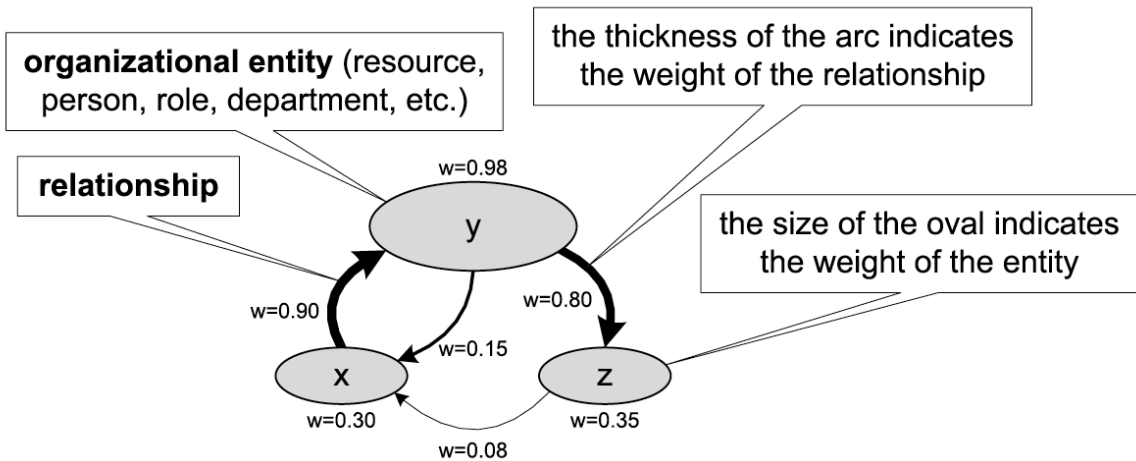 organizational entity (resource,
person, role, department, etc.)
the thickness of the arc indicates
the weight of the relationship
relationship
w=0.98
y
the size of the oval indicates
the weight of the entity
w=0.90
w=0.80
w=0.15
x
z
w=0.30
w=0.35
w=0.08